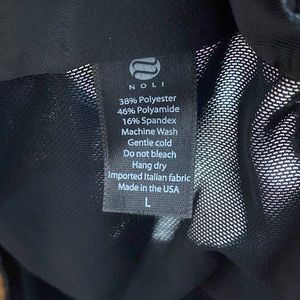 NOLI
38% Polyester
46% Polyamide
16% Spandex
Machine Wash
Gentle cold
Do not bleach
Hang dry
Imported Italian fabric
Made in the USA
L